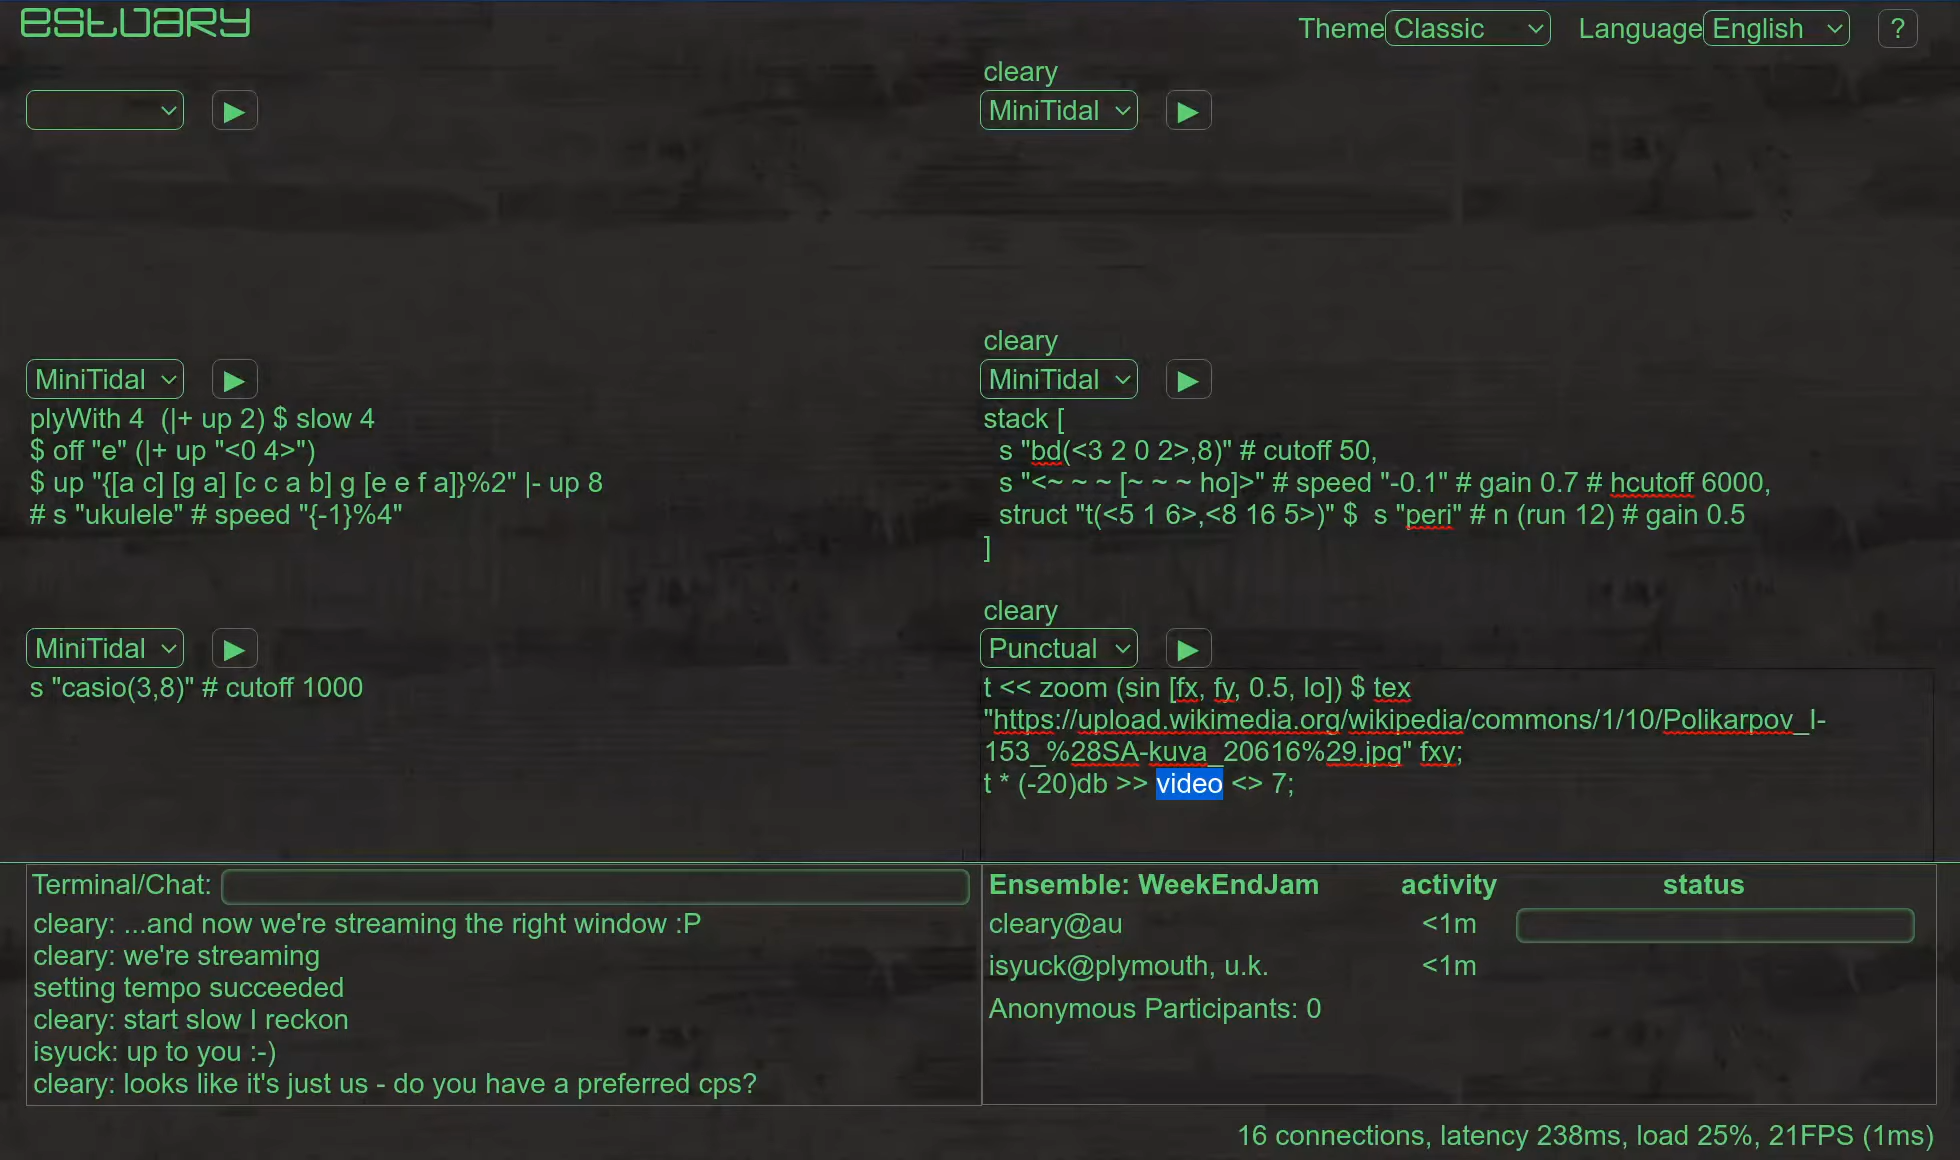 estuary
Theme Classic Language English ?
cleary
MiniTidal
MiniTidal
plyWith 4  (|+ up 2) $ slow 4
$ off "e" (|+ up "<0 4>")
$ up "{[a c] [g a] [c c a b] g [e e f a]}%2" |- up 8
# s "ukulele" # speed "{-1}%4"
cleary
MiniTidal
stack [
  s "bd(<3 2 0 2>,8)" # cutoff 50,
  s "<~ ~ ~ [~ ~ ~ ho]>" # speed "-0.1" # gain 0.7 # hcutoff 6000,
  struct "t(<5 1 6>,<8 16 5>)" $  s "peri" # n (run 12) # gain 0.5
]
MiniTidal
s "casio(3,8)" # cutoff 1000
cleary
Punctual
t << zoom (sin [fx, fy, 0.5, lo]) $ tex
"https://upload.wikimedia.org/wikipedia/commons/1/10/Polikarpov_I-
153_%28SA-kuva_20616%29.jpg" fxy;
t * (-20)db >> video <> 7;
Terminal/Chat:
cleary: ...and now we're streaming the right window :P
cleary: we're streaming
setting tempo succeeded
cleary: start slow I reckon
isyuck: up to you :-)
cleary: looks like it's just us - do you have a preferred cps?
Ensemble: WeekEndJam activity status
cleary@au <1m
isyuck@plymouth, u.k. <1m
Anonymous Participants: 0
16 connections, latency 238ms, load 25%, 21FPS (1ms)